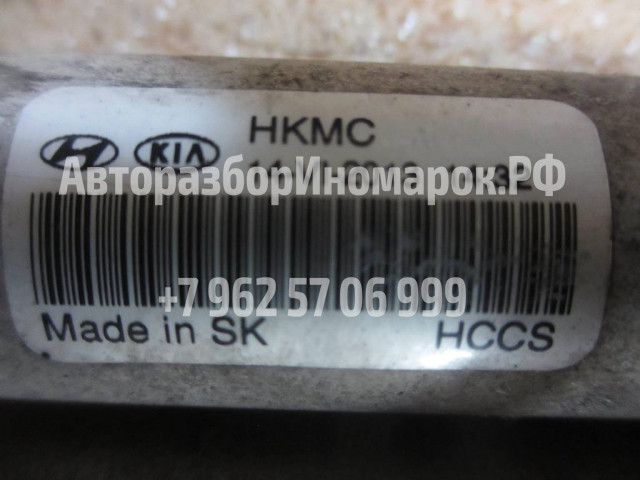 HKMC
KIA
АвторазборИномарок.РФ
+7 962 57 06 999
Made in SK HCCS